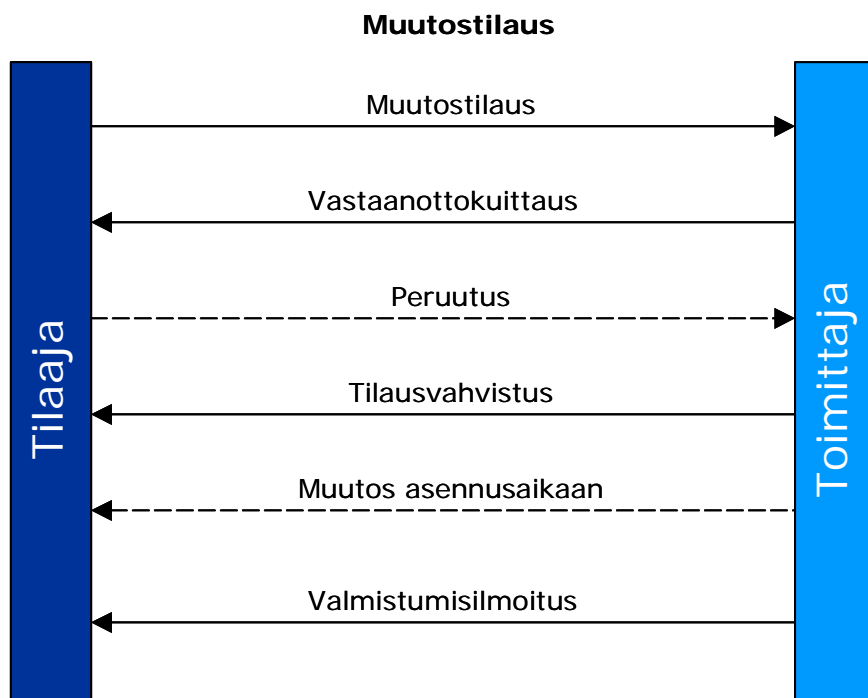 Muutostilaus
Muutostilaus
Vastaanottokuittaus
Peruutus
Tilausvahvistus
Muutos asennusaikaan
Valmistumisilmoitus
Tilaaja
Toimittaja